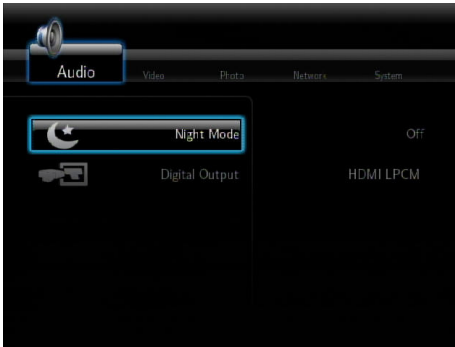 Audio Video Photo Network System
Night Mode Off
Digital Output HDMI LPCM